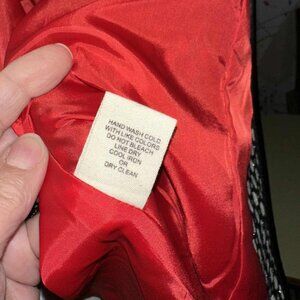 HAND WASH COLD
WITH LIKE COLORS
DO NOT BLEACH
LINE DRY
COOL IRON
OR
DRY CLEAN